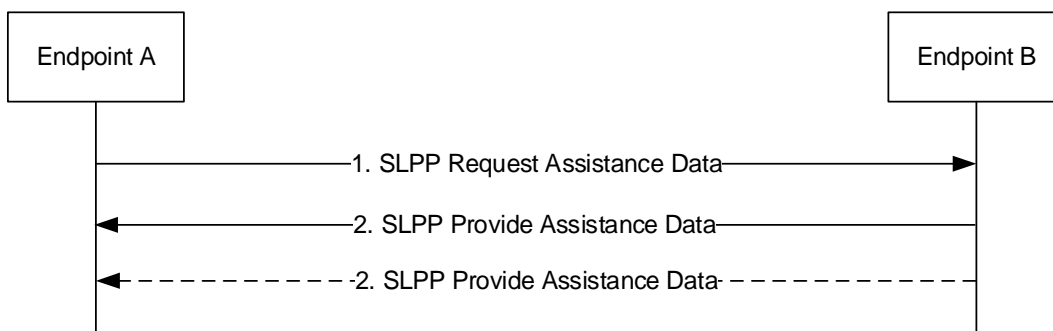 Endpoint A
Endpoint B
1. SLPP Request Assistance Data
2. SLPP Provide Assistance Data
2. SLPP Provide Assistance Data